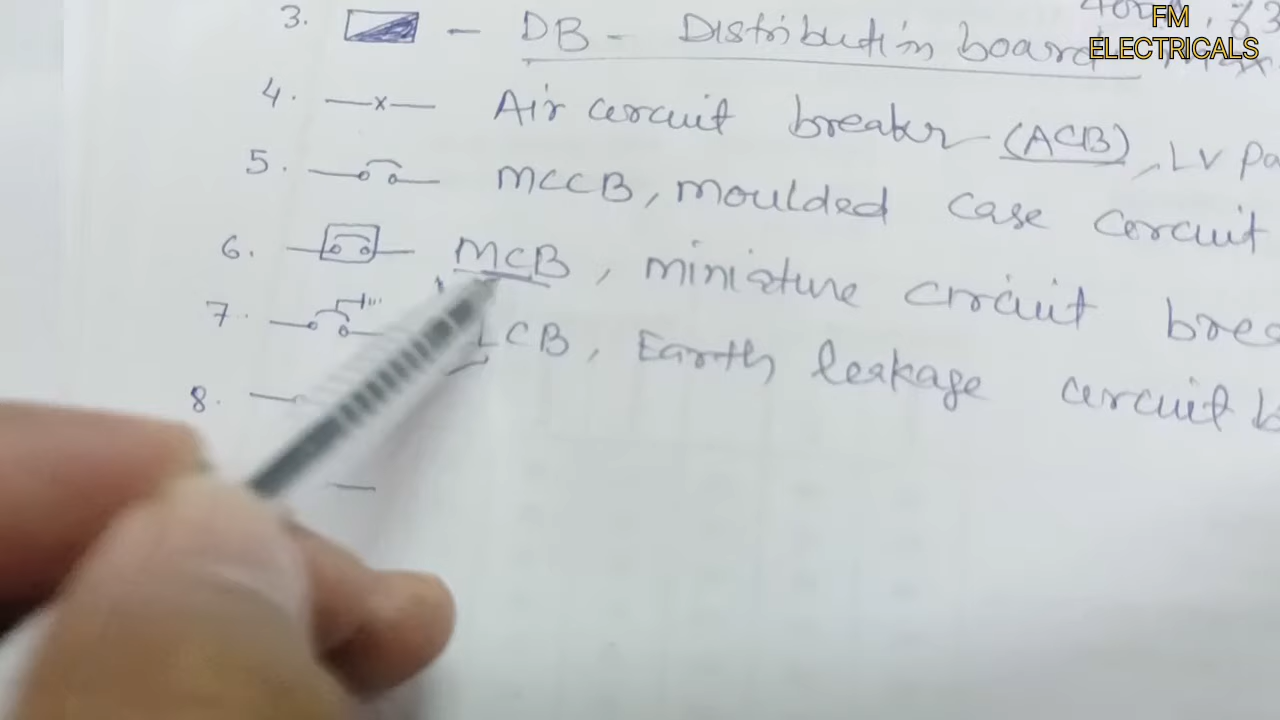 FM
ELECTRICALS
3. - DB - Distribution board
4. x Air circuit breaker (ACB), LV
5. MCCB, Moulded case circuit
6. MCB, miniature circuit
7. LCB, Earth leakage circuit
8.